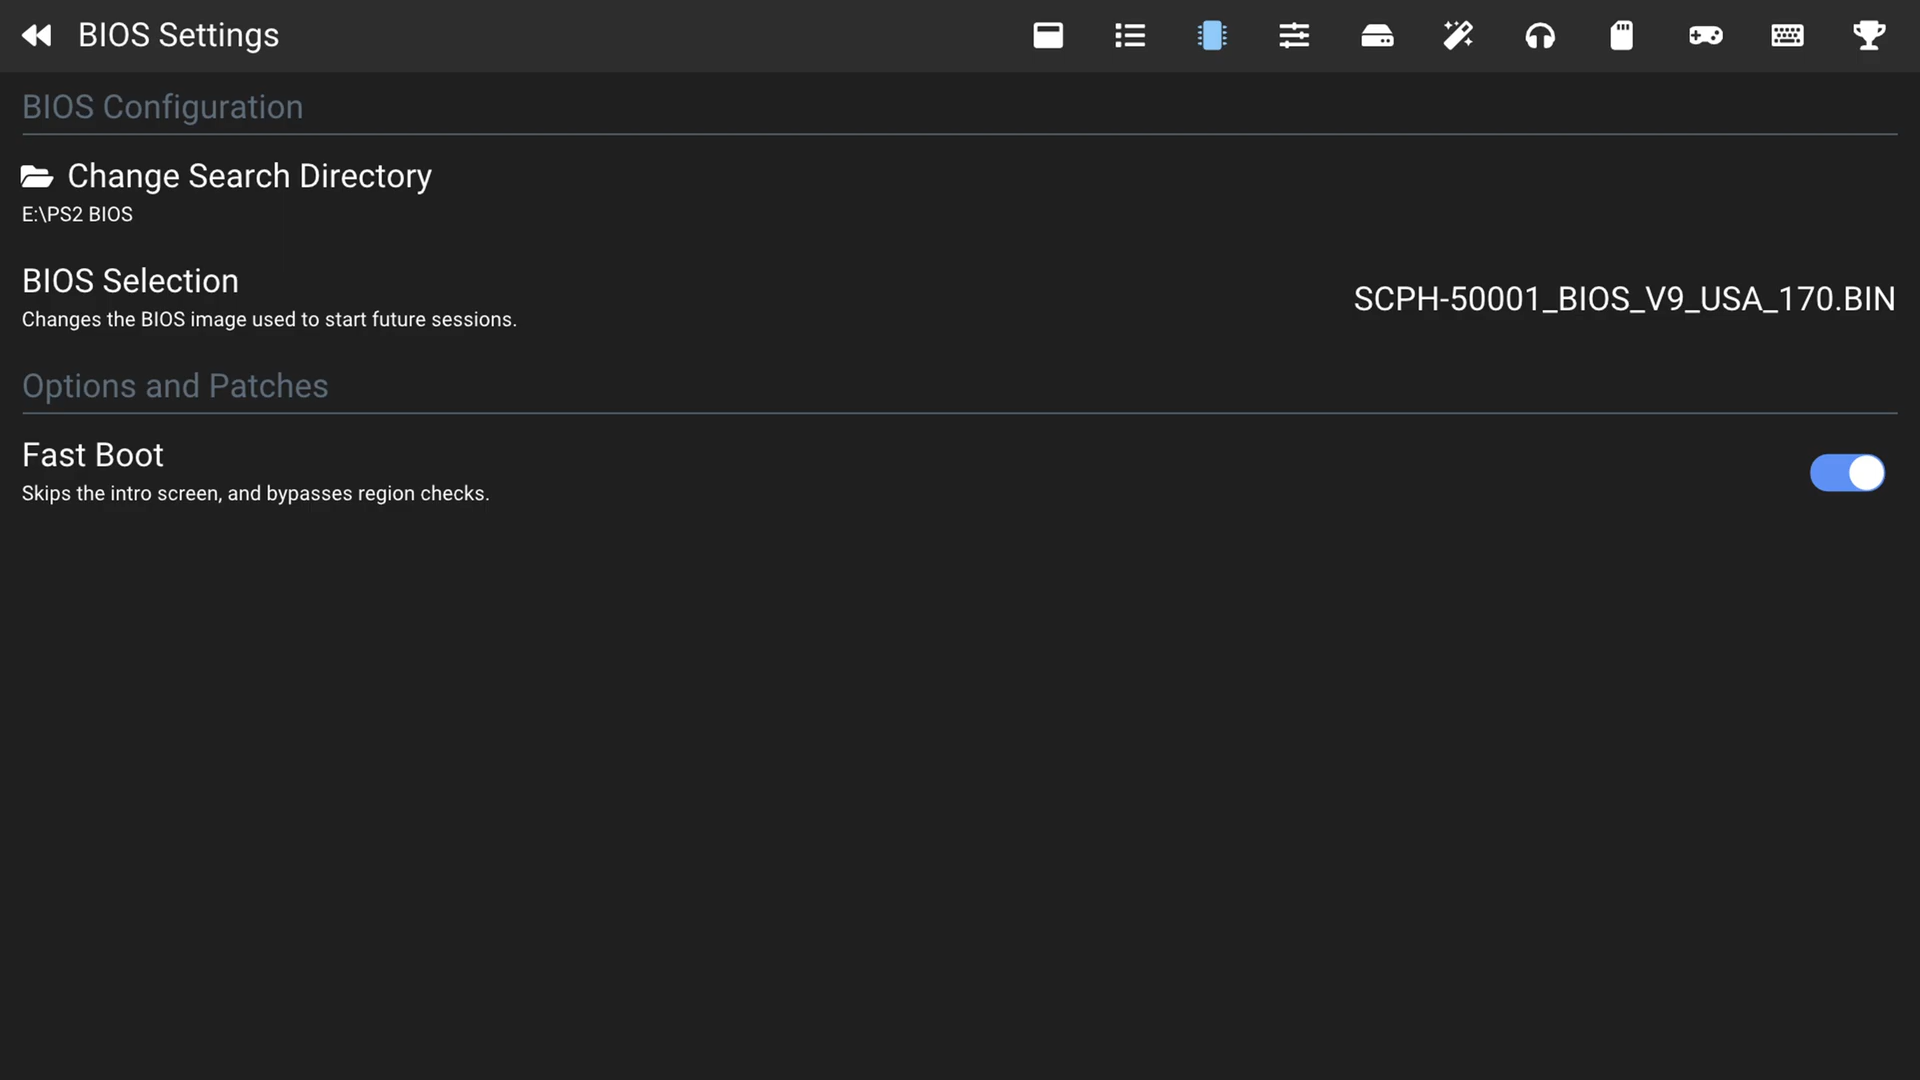 BIOS Settings
BIOS Configuration
Change Search Directory
E:\PS2 BIOS
BIOS Selection
Changes the BIOS image used to start future sessions.
SCPH-50001_BIOS_V9_USA_170.BIN
Options and Patches
Fast Boot
Skips the intro screen, and bypasses region checks.